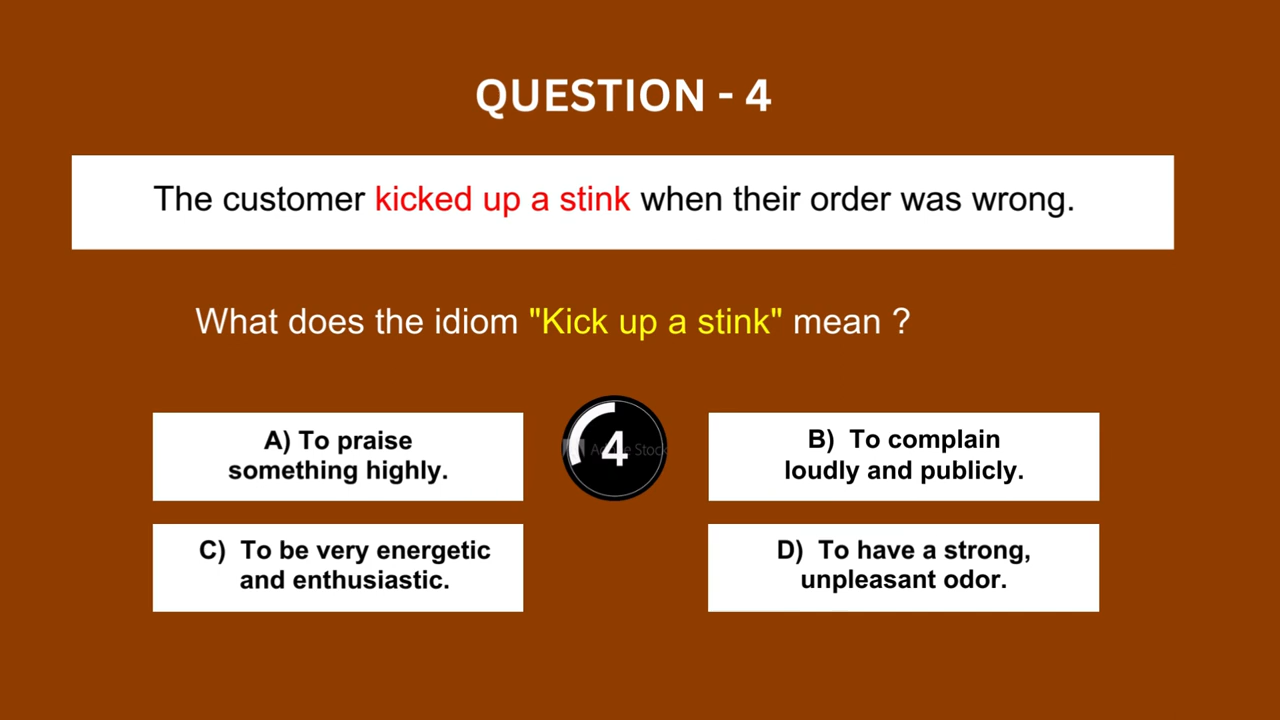 QUESTION - 4
The customer kicked up a stink when their order was wrong.
What does the idiom "Kick up a stink" mean ?
A) To praise
something highly.
4
Adobe Stock
B) To complain
loudly and publicly.
C) To be very energetic
and enthusiastic.
D) To have a strong,
unpleasant odor.